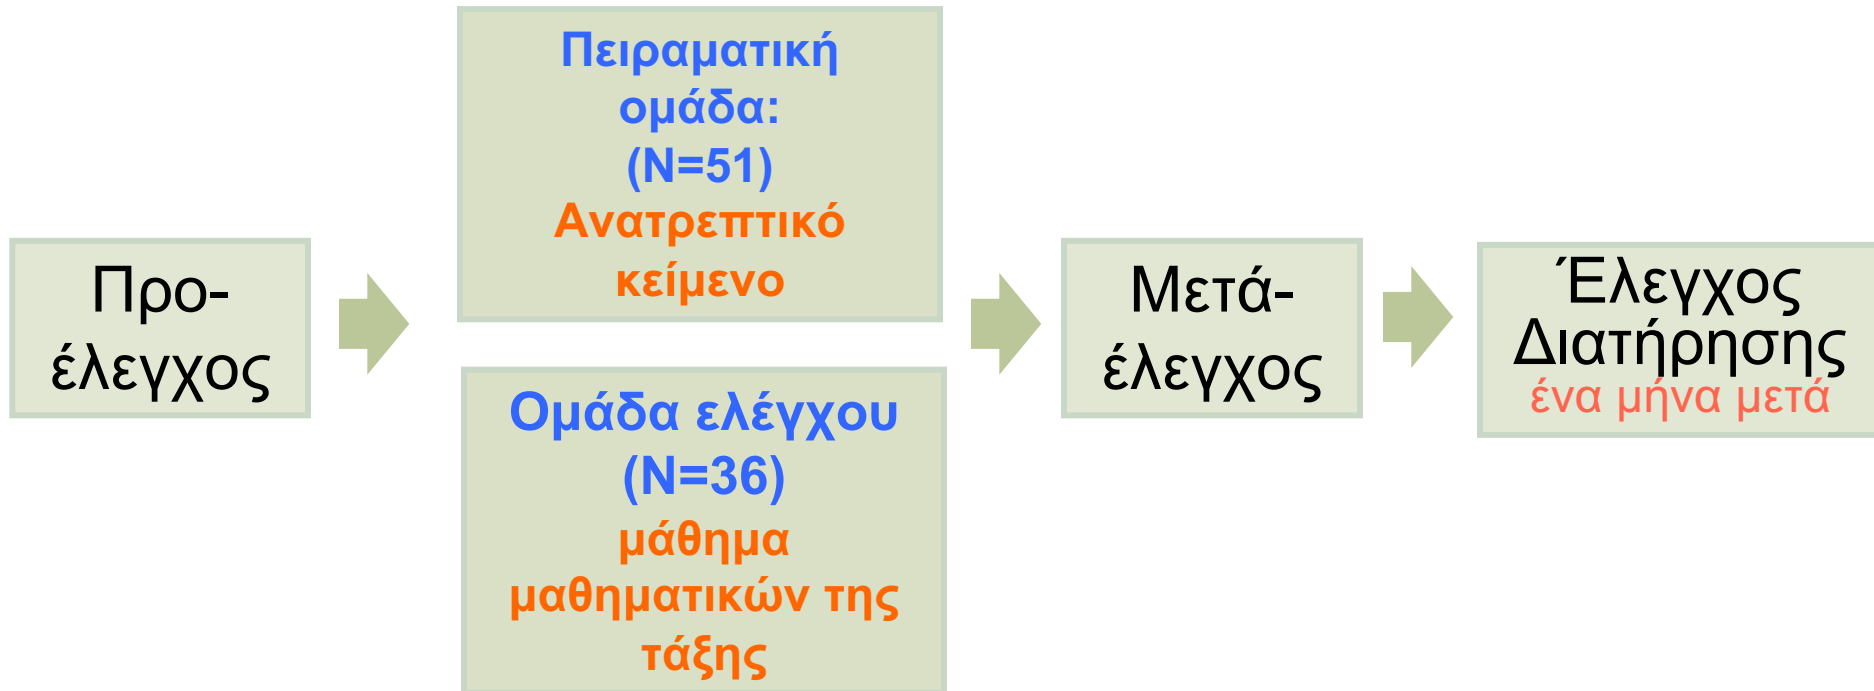 Προ-
έλεγχος
Πειραματική
ομάδα:
(Ν=51)
Ανατρεπτικό
κείμενο
Ομάδα ελέγχου
(Ν=36)
μάθημα
μαθηματικών της
τάξης
Μετά-
έλεγχος
Έλεγχος
Διατήρησης
ένα μήνα μετά